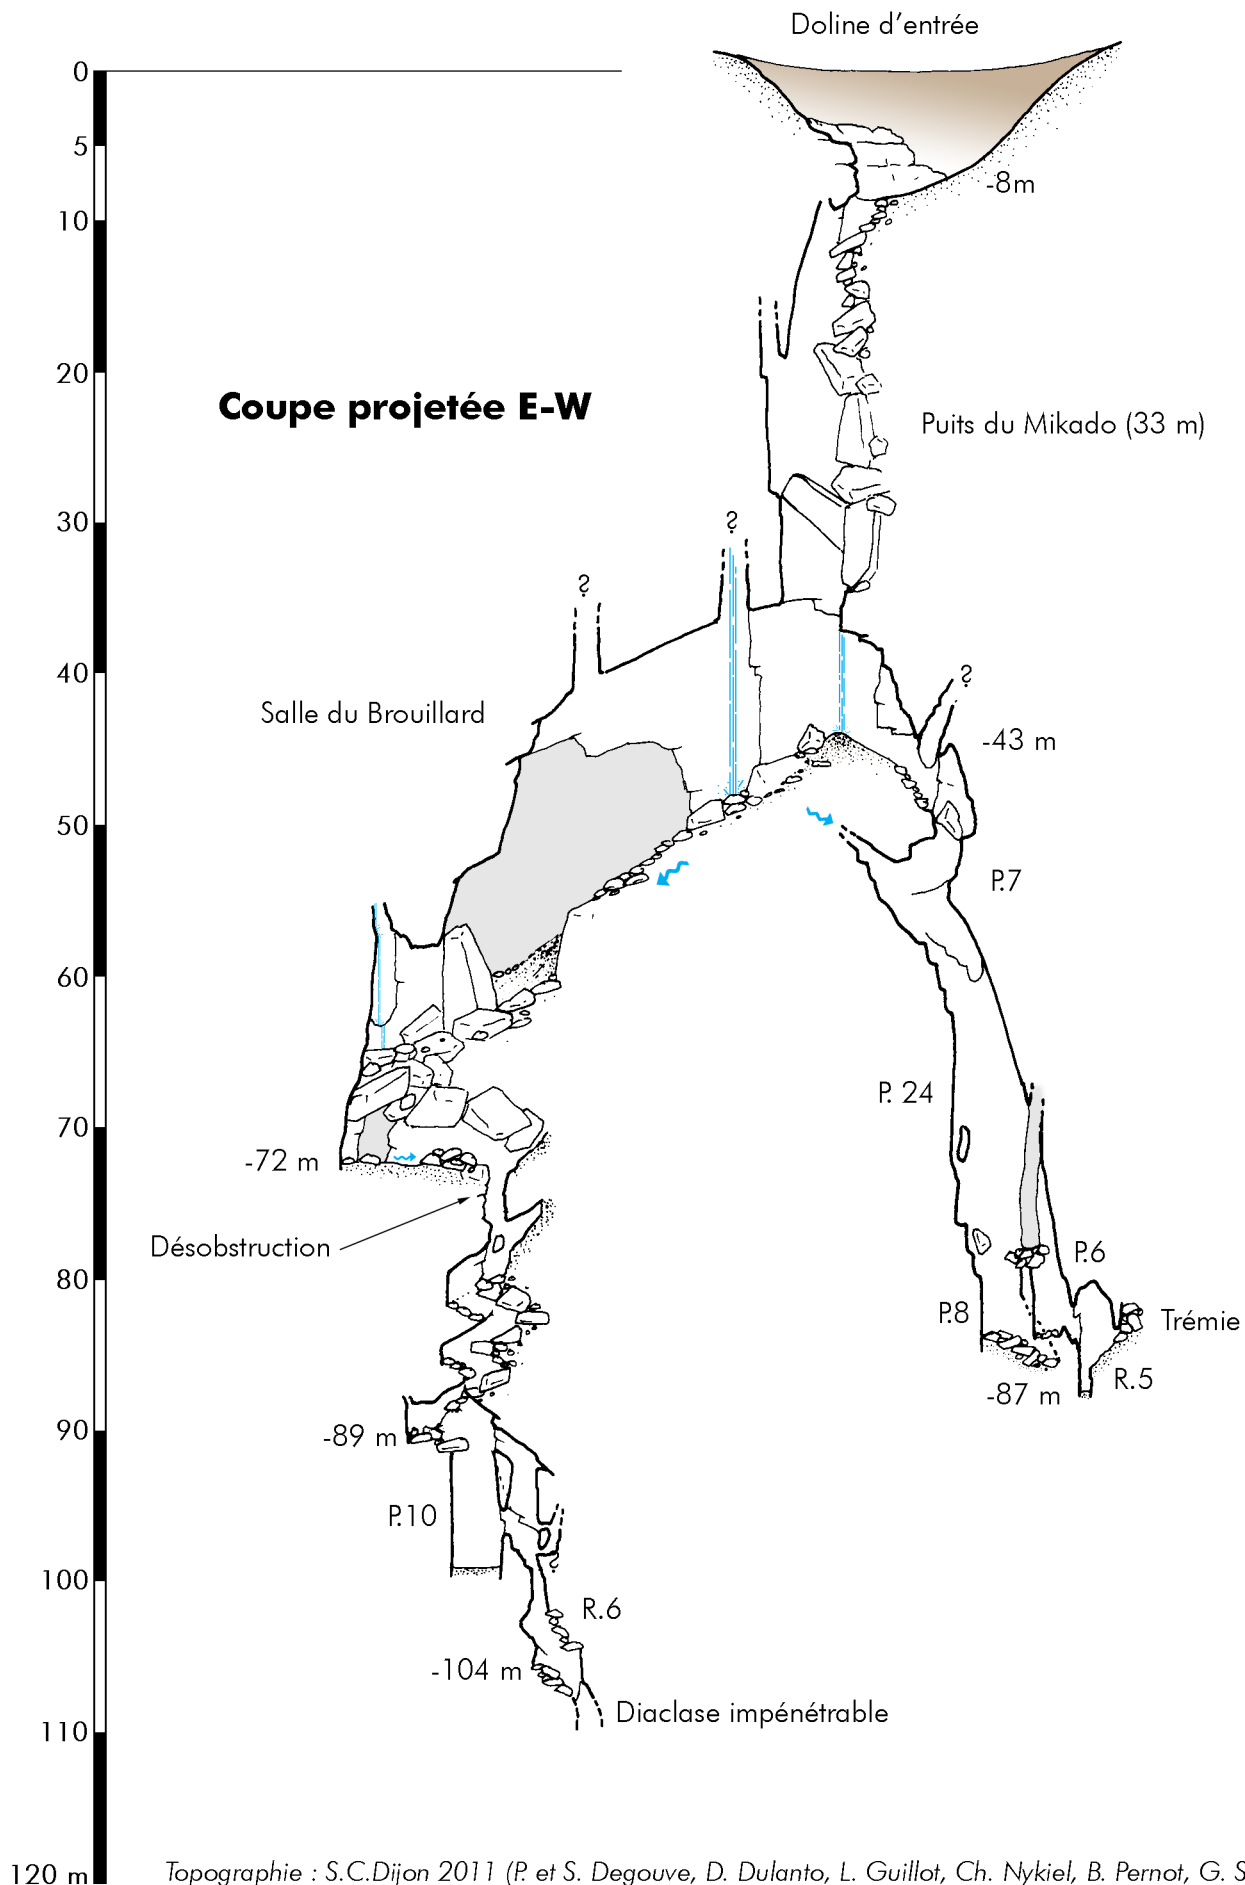 Doline d'entrée
0
5
-8m
10
20
Coupe projetée E-W
Puits du Mikado (33 m)
30
?
?
40
?
Salle du Brouillard
-43 m
50
P.7
60
P. 24
70
-72 m
Désobstruction
P.6
80
P.8
Trémie
R.5
-87 m
90
-89 m
P.10
?
100
R.6
-104 m
Diaclase impénétrable
110
120 m
Topographie : S.C.Dijon 2011 (P. et S. Degouve, D. Dulanto, L. Guillot, Ch. Nykiel, B. Pernot, G. S